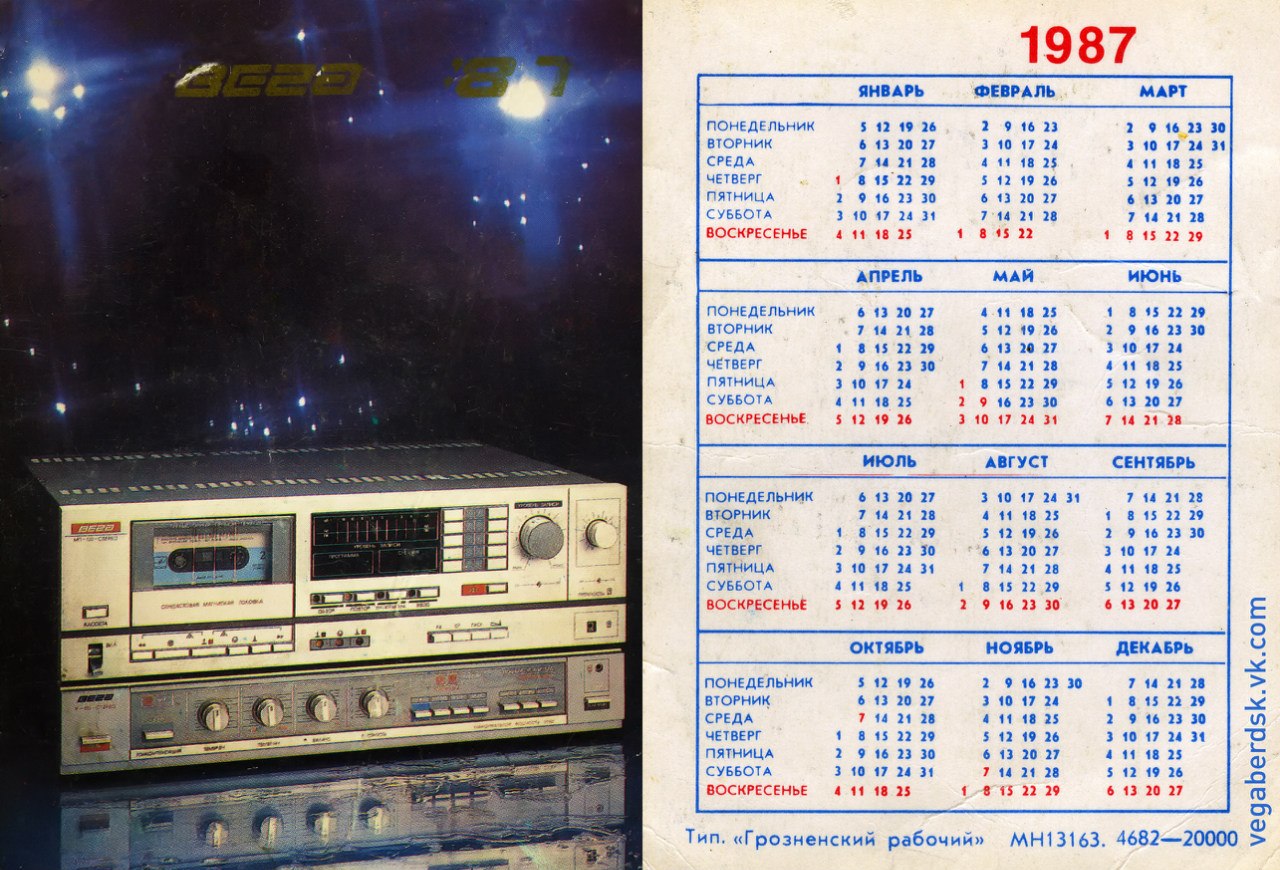 ВЕГА '87
ВЕГА
МП-120-СТЕРЕО
УРОВЕНЬ ЗАПИСИ
СЕНДАСТОВАЯ МАГНИТНАЯ ГОЛОВКА
КАССЕТА
ВКЛ
ВЕГА
1987
ЯНВАРЬ ФЕВРАЛЬ МАРТ
ПОНЕДЕЛЬНИК 5 12 19 26 2 9 16 23 2 9 16 23 30
ВТОРНИК 6 13 20 27 3 10 17 24 3 10 17 24 31
СРЕДА 7 14 21 28 4 11 18 25 4 11 18 25
ЧЕТВЕРГ 1 8 15 22 29 5 12 19 26 5 12 19 26
ПЯТНИЦА 2 9 16 23 30 6 13 20 27 6 13 20 27
СУББОТА 3 10 17 24 31 7 14 21 28 7 14 21 28
ВОСКРЕСЕНЬЕ 4 11 18 25 1 8 15 22 1 8 15 22 29
АПРЕЛЬ МАЙ ИЮНЬ
ПОНЕДЕЛЬНИК 6 13 20 27 4 11 18 25 1 8 15 22 29
ВТОРНИК 7 14 21 28 5 12 19 26 2 9 16 23 30
СРЕДА 1 8 15 22 29 6 13 20 27 3 10 17 24
ЧЕТВЕРГ 2 9 16 23 30 7 14 21 28 4 11 18 25
ПЯТНИЦА 3 10 17 24 1 8 15 22 29 5 12 19 26
СУББОТА 4 11 18 25 2 9 16 23 30 6 13 20 27
ВОСКРЕСЕНЬЕ 5 12 19 26 3 10 17 24 31 7 14 21 28
ИЮЛЬ АВГУСТ СЕНТЯБРЬ
ПОНЕДЕЛЬНИК 6 13 20 27 3 10 17 24 31 7 14 21 28
ВТОРНИК 7 14 21 28 4 11 18 25 1 8 15 22 29
СРЕДА 1 8 15 22 29 5 12 19 26 2 9 16 23 30
ЧЕТВЕРГ 2 9 16 23 30 6 13 20 27 3 10 17 24
ПЯТНИЦА 3 10 17 24 31 7 14 21 28 4 11 18 25
СУББОТА 4 11 18 25 1 8 15 22 29 5 12 19 26
ВОСКРЕСЕНЬЕ 5 12 19 26 2 9 16 23 30 6 13 20 27
ОКТЯБРЬ НОЯБРЬ ДЕКАБРЬ
ПОНЕДЕЛЬНИК 5 12 19 26 2 9 16 23 30 7 14 21 28
ВТОРНИК 6 13 20 27 3 10 17 24 1 8 15 22 29
СРЕДА 7 14 21 28 4 11 18 25 2 9 16 23 30
ЧЕТВЕРГ 1 8 15 22 29 5 12 19 26 3 10 17 24 31
ПЯТНИЦА 2 9 16 23 30 6 13 20 27 4 11 18 25
СУББОТА 3 10 17 24 31 7 14 21 28 5 12 19 26
ВОСКРЕСЕНЬЕ 4 11 18 25 1 8 15 22 29 6 13 20 27
Тип. «Грозненский рабочий» МН13163. 4682—20000
vegaberdsk.vk.com